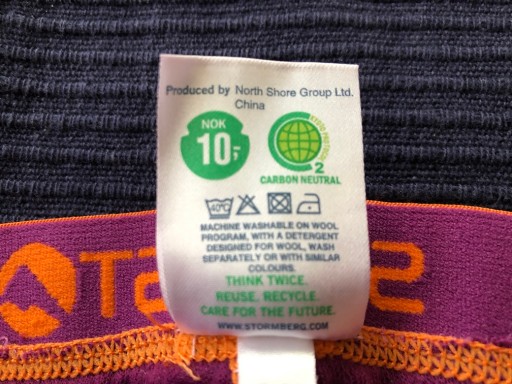 Produced by North Shore Group Ltd.
China
NOK
10,-
2
CARBON NEUTRAL
40°C
MACHINE WASHABLE ON WOOL
PROGRAM, WITH A DETERGENT
DESIGNED FOR WOOL, WASH
SEPARATELY OR WITH SIMILAR
COLOURS.
THINK TWICE.
REUSE. RECYCLE.
CARE FOR THE FUTURE.
WWW.STORMBERG.COM